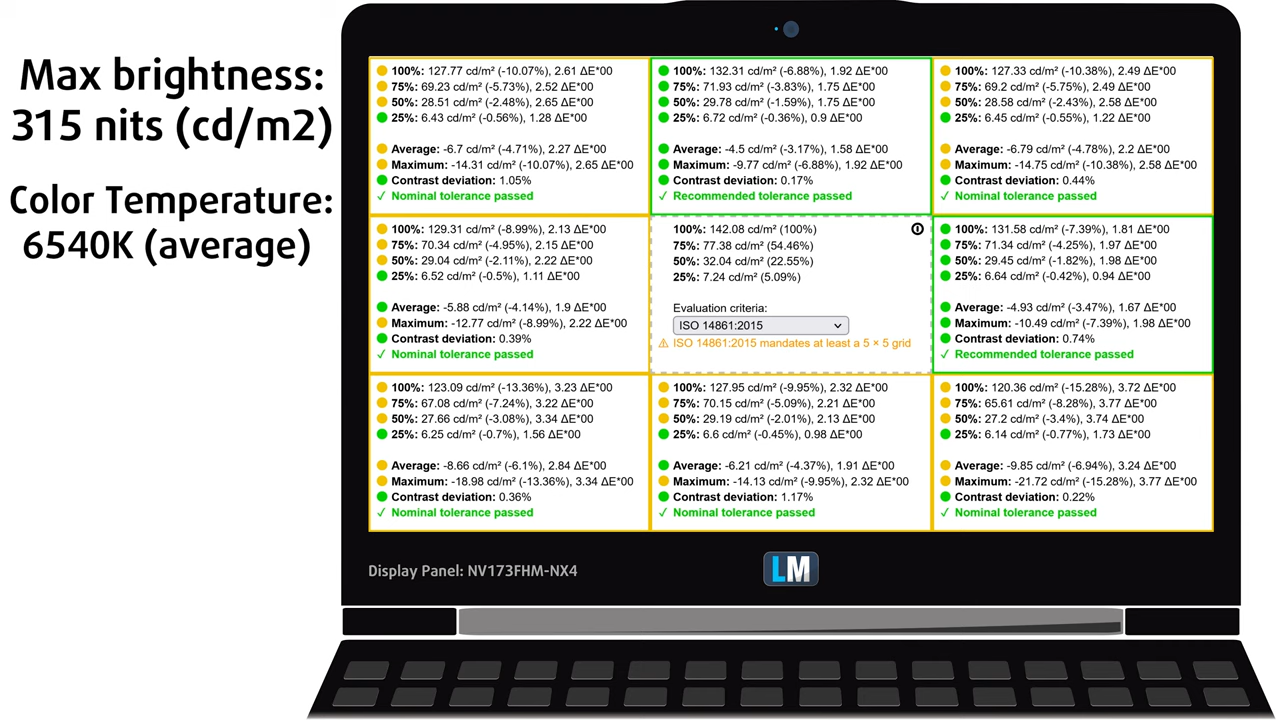 Max brightness:
315 nits (cd/m2)
Color Temperature:
6540K (average)
100%: 127.77 cd/m² (-10.07%), 2.61 ΔE*00
75%: 69.23 cd/m² (-5.73%), 2.52 ΔE*00
50%: 28.51 cd/m² (-2.48%), 2.65 ΔE*00
25%: 6.43 cd/m² (-0.56%), 1.28 ΔE*00
Average: -6.7 cd/m² (-4.71%), 2.27 ΔE*00
Maximum: -14.31 cd/m² (-10.07%), 2.65 ΔE*00
Contrast deviation: 1.05%
✓ Nominal tolerance passed
100%: 132.31 cd/m² (-6.88%), 1.92 ΔE*00
75%: 71.93 cd/m² (-3.83%), 1.75 ΔE*00
50%: 29.78 cd/m² (-1.59%), 1.75 ΔE*00
25%: 6.72 cd/m² (-0.36%), 0.9 ΔE*00
Average: -4.5 cd/m² (-3.17%), 1.58 ΔE*00
Maximum: -9.77 cd/m² (-6.88%), 1.92 ΔE*00
Contrast deviation: 0.17%
✓ Recommended tolerance passed
100%: 127.33 cd/m² (-10.38%), 2.49 ΔE*00
75%: 69.2 cd/m² (-5.75%), 2.49 ΔE*00
50%: 28.58 cd/m² (-2.43%), 2.58 ΔE*00
25%: 6.45 cd/m² (-0.55%), 1.22 ΔE*00
Average: -6.79 cd/m² (-4.78%), 2.2 ΔE*00
Maximum: -14.75 cd/m² (-10.38%), 2.58 ΔE*00
Contrast deviation: 0.44%
✓ Nominal tolerance passed
100%: 129.31 cd/m² (-8.99%), 2.13 ΔE*00
75%: 70.34 cd/m² (-4.95%), 2.15 ΔE*00
50%: 29.04 cd/m² (-2.11%), 2.22 ΔE*00
25%: 6.52 cd/m² (-0.5%), 1.11 ΔE*00
Average: -5.88 cd/m² (-4.14%), 1.9 ΔE*00
Maximum: -12.77 cd/m² (-8.99%), 2.22 ΔE*00
Contrast deviation: 0.39%
✓ Nominal tolerance passed
100%: 142.08 cd/m² (100%)
75%: 77.38 cd/m² (54.46%)
50%: 32.04 cd/m² (22.55%)
25%: 7.24 cd/m² (5.09%)
Evaluation criteria:
ISO 14861:2015
⚠ ISO 14861:2015 mandates at least a 5 × 5 grid
100%: 131.58 cd/m² (-7.39%), 1.81 ΔE*00
75%: 71.34 cd/m² (-4.25%), 1.97 ΔE*00
50%: 29.45 cd/m² (-1.82%), 1.98 ΔE*00
25%: 6.64 cd/m² (-0.42%), 0.94 ΔE*00
Average: -4.93 cd/m² (-3.47%), 1.67 ΔE*00
Maximum: -10.49 cd/m² (-7.39%), 1.98 ΔE*00
Contrast deviation: 0.74%
✓ Recommended tolerance passed
100%: 123.09 cd/m² (-13.36%), 3.23 ΔE*00
75%: 67.08 cd/m² (-7.24%), 3.22 ΔE*00
50%: 27.66 cd/m² (-3.08%), 3.34 ΔE*00
25%: 6.25 cd/m² (-0.7%), 1.56 ΔE*00
Average: -8.66 cd/m² (-6.1%), 2.84 ΔE*00
Maximum: -18.98 cd/m² (-13.36%), 3.34 ΔE*00
Contrast deviation: 0.36%
✓ Nominal tolerance passed
100%: 127.95 cd/m² (-9.95%), 2.32 ΔE*00
75%: 70.15 cd/m² (-5.09%), 2.21 ΔE*00
50%: 29.19 cd/m² (-2.01%), 2.13 ΔE*00
25%: 6.6 cd/m² (-0.45%), 0.98 ΔE*00
Average: -6.21 cd/m² (-4.37%), 1.91 ΔE*00
Maximum: -14.13 cd/m² (-9.95%), 2.32 ΔE*00
Contrast deviation: 1.17%
✓ Nominal tolerance passed
100%: 120.36 cd/m² (-15.28%), 3.72 ΔE*00
75%: 65.61 cd/m² (-8.28%), 3.77 ΔE*00
50%: 27.2 cd/m² (-3.4%), 3.74 ΔE*00
25%: 6.14 cd/m² (-0.77%), 1.73 ΔE*00
Average: -9.85 cd/m² (-6.94%), 3.24 ΔE*00
Maximum: -21.72 cd/m² (-15.28%), 3.77 ΔE*00
Contrast deviation: 0.22%
✓ Nominal tolerance passed
Display Panel: NV173FHM-NX4
LM